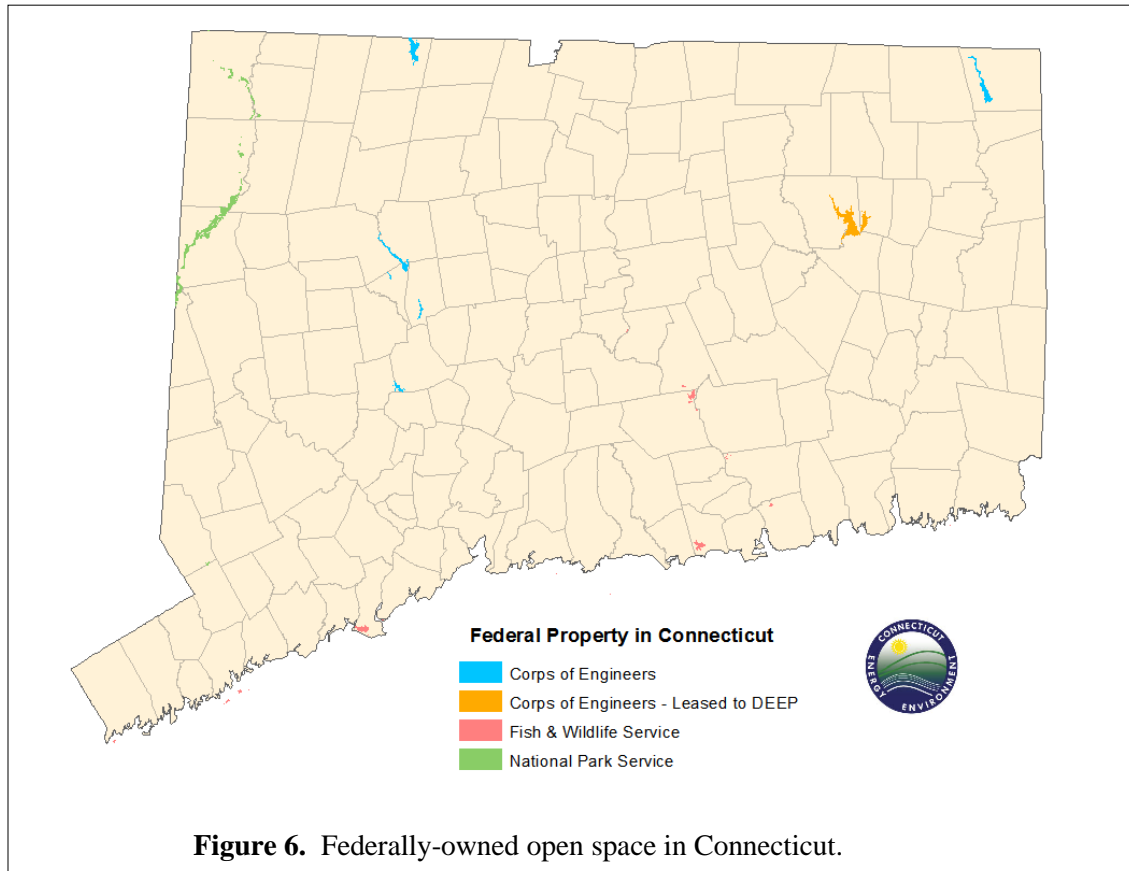 Federal Property in Connecticut
Corps of Engineers
Corps of Engineers - Leased to DEEP
Fish & Wildlife Service
National Park Service
CONNECTICUT
ENERGY
ENVIRONMENT
Figure 6.  Federally-owned open space in Connecticut.